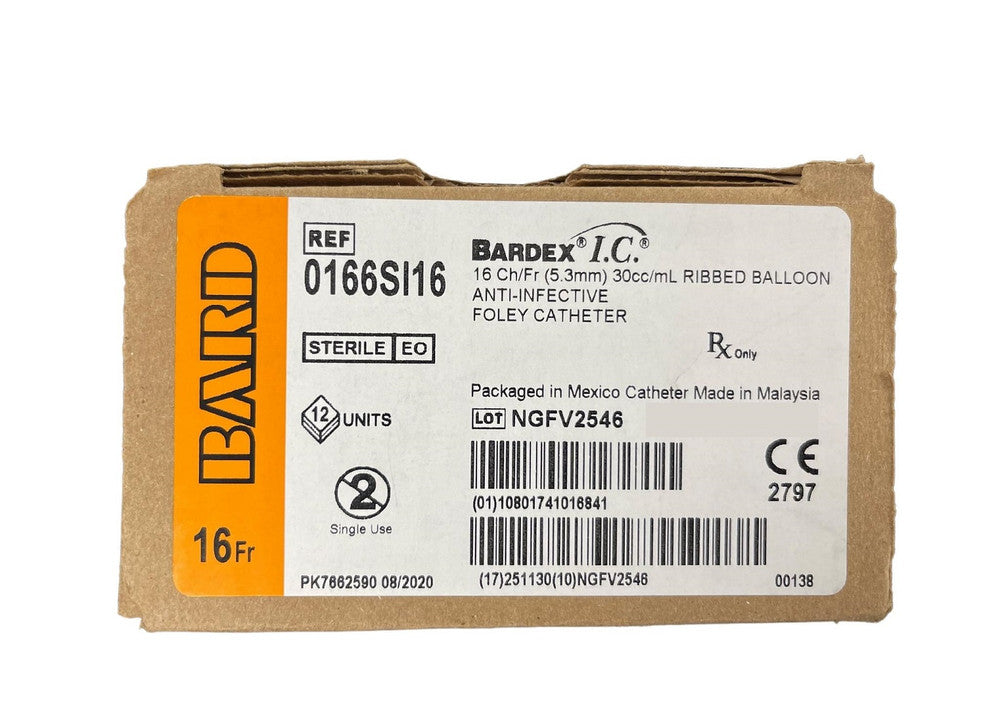 BARD
16 Fr
REF
0166SI16
STERILE EO
12 UNITS
2
Single Use
PK7662590 08/2020
BARDEX® I.C.®
16 Ch/Fr (5.3mm) 30cc/mL RIBBED BALLOON
ANTI-INFECTIVE
FOLEY CATHETER
Rx Only
Packaged in Mexico Catheter Made in Malaysia
LOT NGFV2546
(01)10801741016841
CE
2797
(17)251130(10)NGFV2546
00138